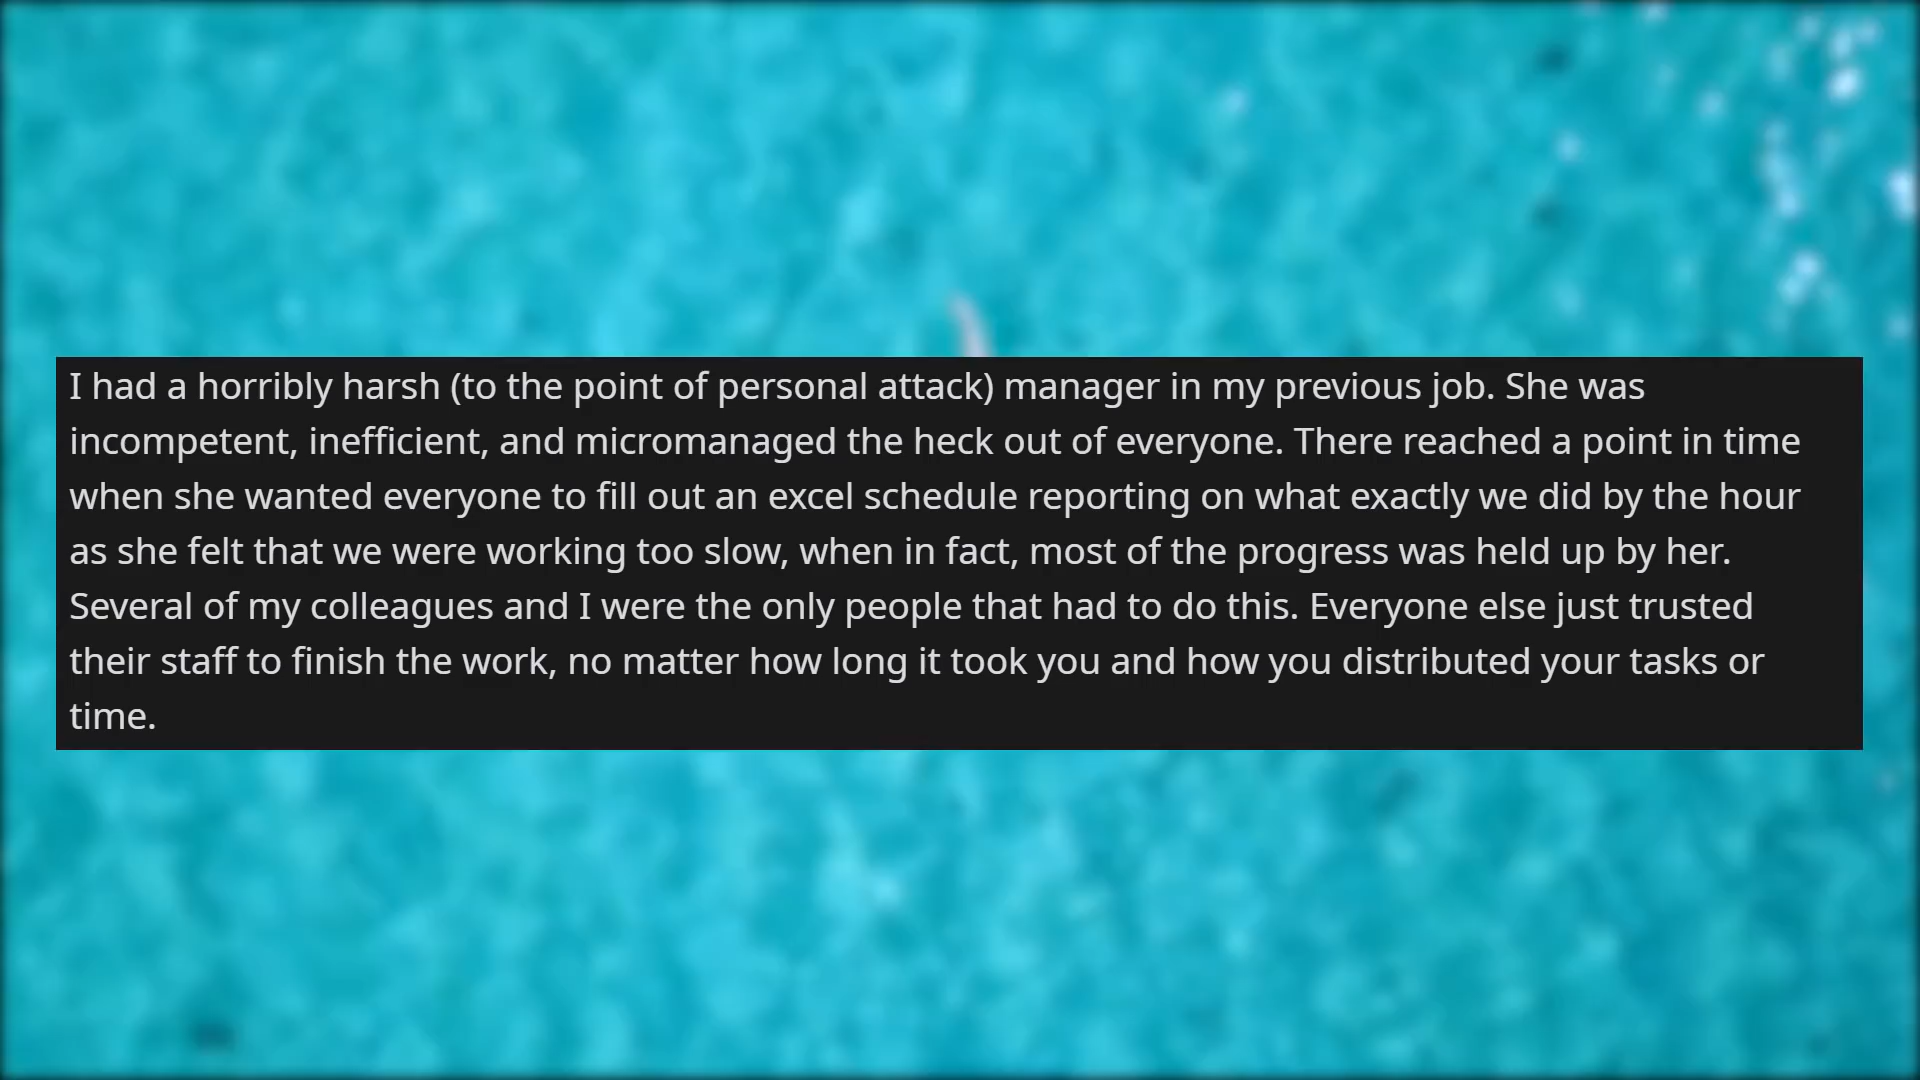 I had a horribly harsh (to the point of personal attack) manager in my previous job. She was
incompetent, inefficient, and micromanaged the heck out of everyone. There reached a point in time
when she wanted everyone to fill out an excel schedule reporting on what exactly we did by the hour
as she felt that we were working too slow, when in fact, most of the progress was held up by her.
Several of my colleagues and I were the only people that had to do this. Everyone else just trusted
their staff to finish the work, no matter how long it took you and how you distributed your tasks or
time.